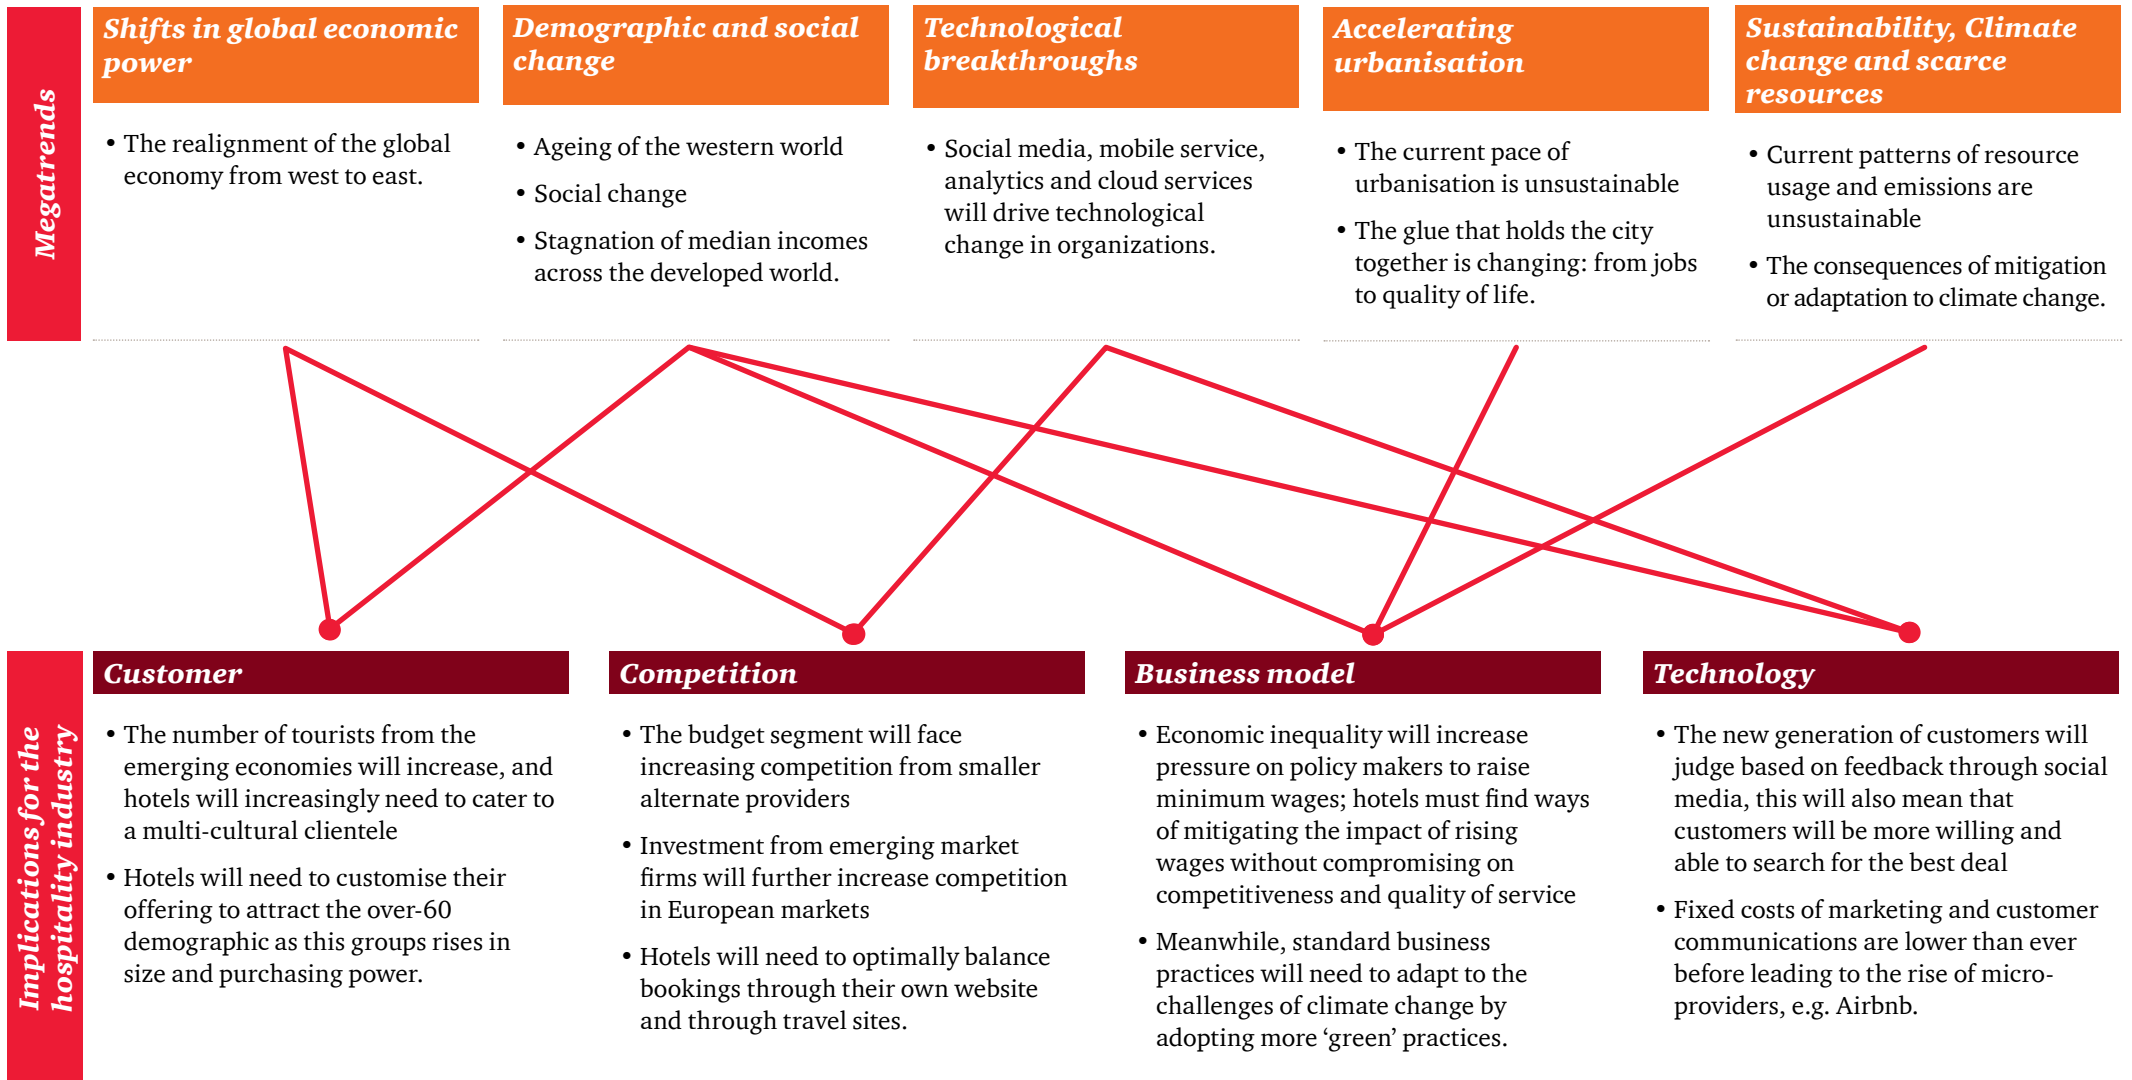 Megatrends
Shifts in global economic
power
• The realignment of the global
economy from west to east.
Demographic and social
change
• Ageing of the western world
• Social change
• Stagnation of median incomes
across the developed world.
Technological
breakthroughs
• Social media, mobile service,
analytics and cloud services
will drive technological
change in organizations.
Accelerating
urbanisation
• The current pace of
urbanisation is unsustainable
• The glue that holds the city
together is changing: from jobs
to quality of life.
Sustainability, Climate
change and scarce
resources
• Current patterns of resource
usage and emissions are
unsustainable
• The consequences of mitigation
or adaptation to climate change.
Implications for the
hospitality industry
Customer
• The number of tourists from the
emerging economies will increase, and
hotels will increasingly need to cater to
a multi-cultural clientele
• Hotels will need to customise their
offering to attract the over-60
demographic as this groups rises in
size and purchasing power.
Competition
• The budget segment will face
increasing competition from smaller
alternate providers
• Investment from emerging market
firms will further increase competition
in European markets
• Hotels will need to optimally balance
bookings through their own website
and through travel sites.
Business model
• Economic inequality will increase
pressure on policy makers to raise
minimum wages; hotels must find ways
of mitigating the impact of rising
wages without compromising on
competitiveness and quality of service
• Meanwhile, standard business
practices will need to adapt to the
challenges of climate change by
adopting more ‘green’ practices.
Technology
• The new generation of customers will
judge based on feedback through social
media, this will also mean that
customers will be more willing and
able to search for the best deal
• Fixed costs of marketing and customer
communications are lower than ever
before leading to the rise of micro-
providers, e.g. Airbnb.